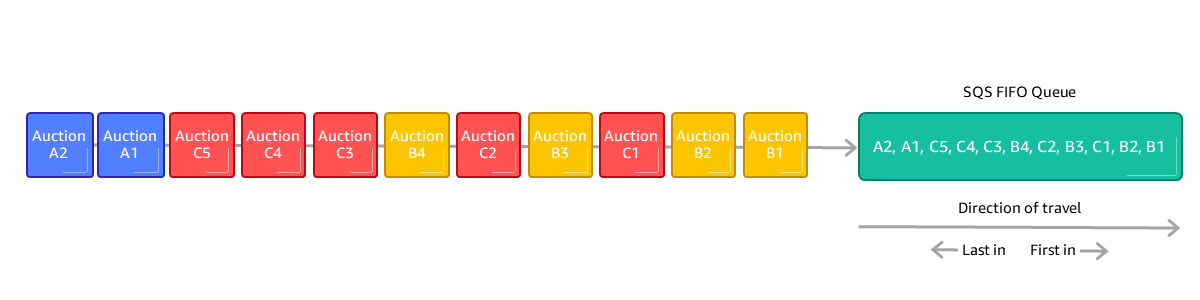 SQS FIFO Queue
Auction A2
Auction A1
Auction C5
Auction C4
Auction C3
Auction B4
Auction C2
Auction B3
Auction C1
Auction B2
Auction B1
A2, A1, C5, C4, C3, B4, C2, B3, C1, B2, B1
Direction of travel
Last in
First in